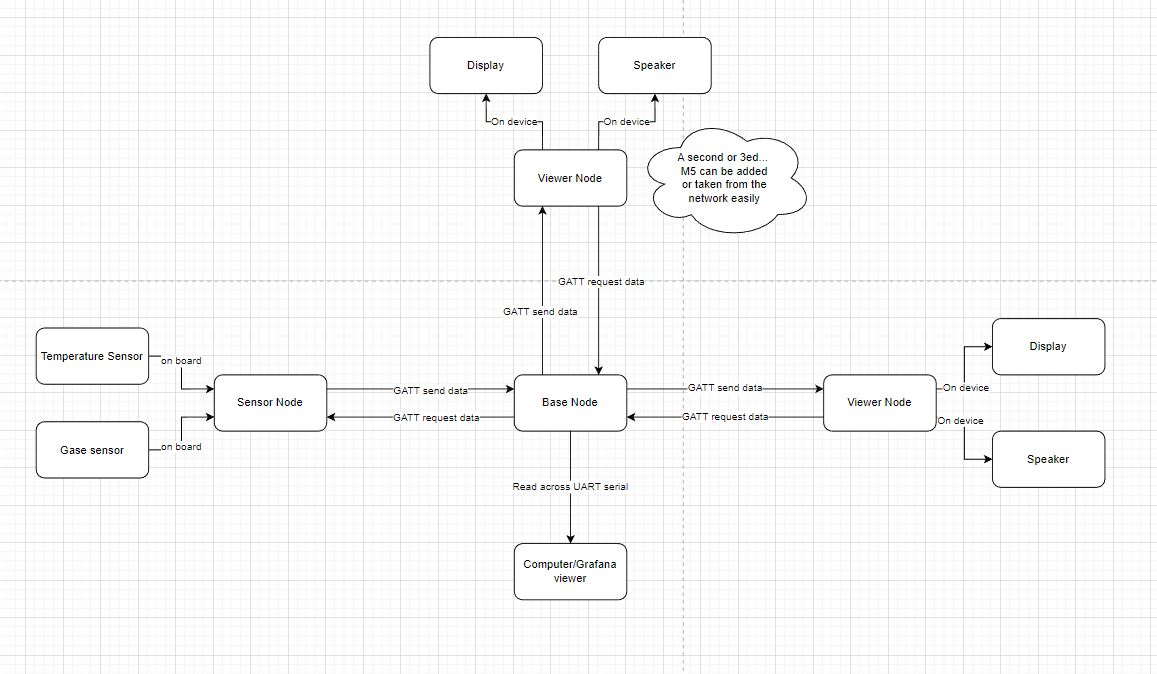 Display
Speaker
On device
On device
Viewer Node
A second or 3ed...
M5 can be added
or taken from the
network easily
GATT request data
GATT send data
Temperature Sensor
on board
Gase sensor
on board
Sensor Node
GATT send data
GATT request data
Base Node
GATT send data
GATT request data
Viewer Node
On device
On device
Display
Speaker
Read across UART serial
Computer/Grafana
viewer